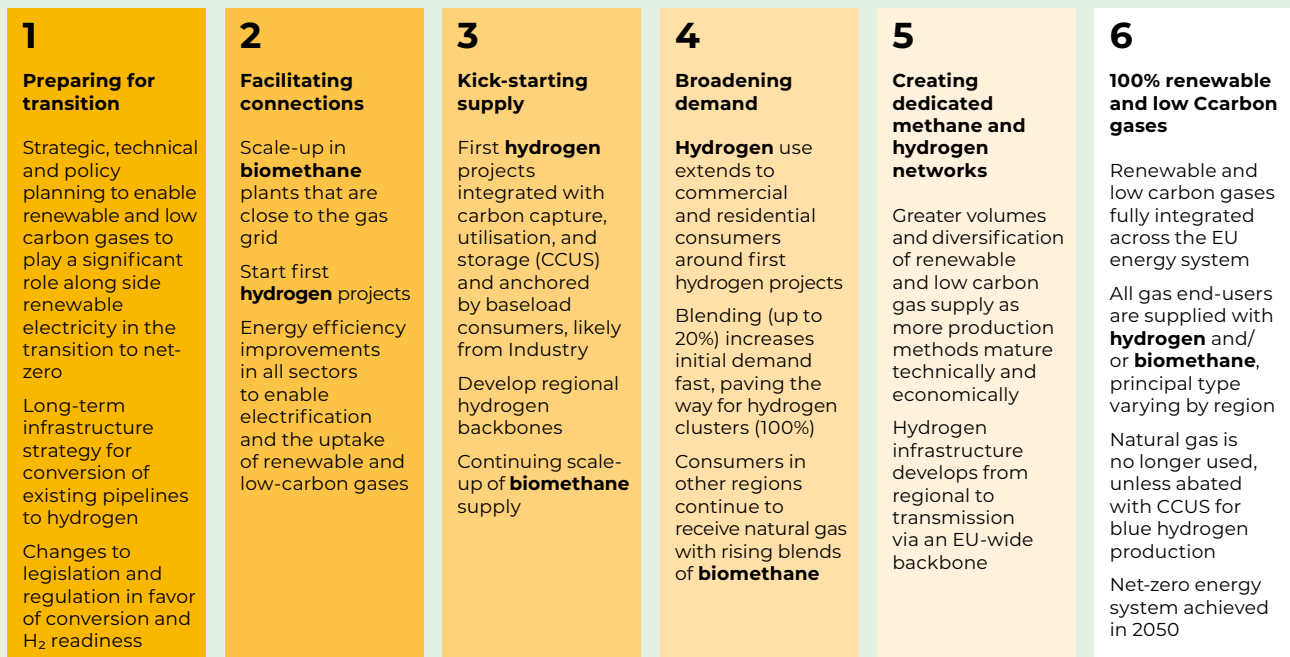 1
Preparing for
transition
Strategic, technical
and policy
planning to enable
renewable and low
carbon gases to
play a significant
role along side
renewable
electricity in the
transition to net-
zero
Long-term
infrastructure
strategy for
conversion of
existing pipelines
to hydrogen
Changes to
legislation and
regulation in favor
of conversion and
H₂ readiness
2
Facilitating
connections
Scale-up in
biomethane
plants that are
close to the gas
grid
Start first
hydrogen projects
Energy efficiency
improvements
in all sectors
to enable
electrification
and the uptake
of renewable and
low-carbon gases
3
Kick-starting
supply
First hydrogen
projects
integrated with
carbon capture,
utilisation, and
storage (CCUS)
and anchored
by baseload
consumers, likely
from Industry
Develop regional
hydrogen
backbones
Continuing scale-
up of biomethane
supply
4
Broadening
demand
Hydrogen use
extends to
commercial
and residential
consumers
around first
hydrogen projects
Blending (up to
20%) increases
initial demand
fast, paving the
way for hydrogen
clusters (100%)
Consumers in
other regions
continue to
receive natural gas
with rising blends
of biomethane
5
Creating
dedicated
methane and
hydrogen
networks
Greater volumes
and diversification
of renewable
and low carbon
gas supply as
more production
methods mature
technically and
economically
Hydrogen
infrastructure
develops from
regional to
transmission
via an EU-wide
backbone
6
100% renewable
and low Ccarbon
gases
Renewable and
low carbon gases
fully integrated
across the EU
energy system
All gas end-users
are supplied with
hydrogen and/
or biomethane,
principal type
varying by region
Natural gas is
no longer used,
unless abated
with CCUS for
blue hydrogen
production
Net-zero energy
system achieved
in 2050